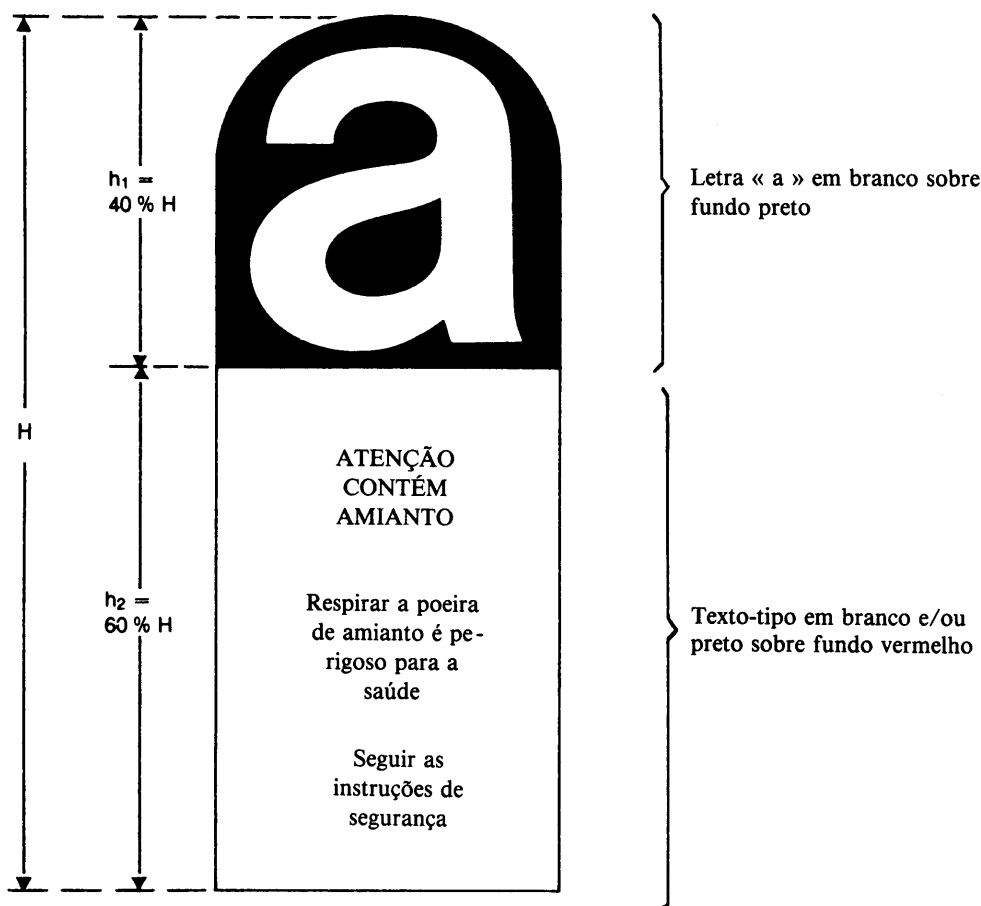 a
h₁ =
40 % H
Letra « a » em branco sobre
fundo preto
H
ATENÇÃO
CONTÉM
AMIANTO
h₂ =
60 % H
Respirar a poeira
de amianto é pe-
rigoso para a
saúde
Texto-tipo em branco e/ou
preto sobre fundo vermelho
Seguir as
instruções de
segurança